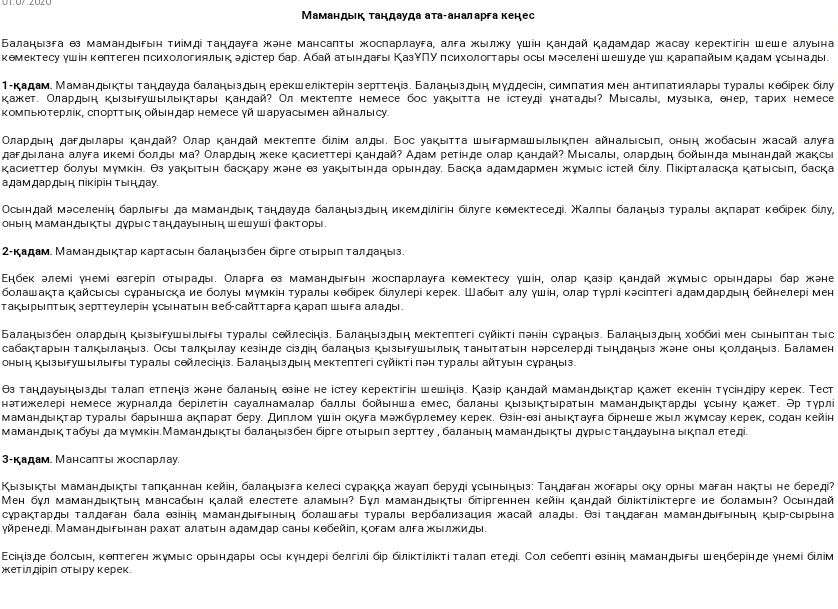 01.07.2020
Мамандық таңдауда ата-аналарға кеңес
Балаңызға өз мамандығын тиімді таңдауға және мансапты жоспарлауға, алға жылжу үшін қандай қадамдар жасау керектігін шеше алуына
көмектесу үшін көптеген психологиялық әдістер бар. Абай атындағы ҚазҰПУ психологтары осы мәселені шешуде үш қарапайым қадам ұсынады.
1-қадам. Мамандықты таңдауда балаңыздың ерекшеліктерін зерттеңіз. Балаңыздың мүддесін, симпатия мен антипатиялары туралы көбірек білу
қажет. Олардың қызығушылықтары қандай? Ол мектепте немесе бос уақытта не істеуді ұнатады? Мысалы, музыка, өнер, тарих немесе
компьютерлік, спорттық ойындар немесе үй шаруасымен айналысу.
Олардың дағдылары қандай? Олар қандай мектепте білім алды. Бос уақытта шығармашылықпен айналысып, оның жобасын жасай алуға
дағдылана алуға икемі болды ма? Олардың жеке қасиеттері қандай? Адам ретінде олар қандай? Мысалы, олардың бойында мынандай жақсы
қасиеттер болуы мүмкін. Өз уақытын басқару және өз уақытында орындау. Басқа адамдармен жұмыс істей білу. Пікірталасқа қатысып, басқа
адамдардың пікірін тыңдау.
Осындай мәселенің барлығы да мамандық таңдауда балаңыздың икемділігін білуге көмектеседі. Жалпы балаңыз туралы ақпарат көбірек білу,
оның мамандықты дұрыс таңдауының шешуші факторы.
2-қадам. Мамандықтар картасын балаңызбен бірге отырып талдаңыз.
Еңбек әлемі үнемі өзгеріп отырады. Оларға өз мамандығын жоспарлауға көмектесу үшін, олар қазір қандай жұмыс орындары бар және
болашақта қайсысы сұранысқа ие болуы мүмкін туралы көбірек білулері керек. Шабыт алу үшін, олар түрлі кәсіптегі адамдардың бейнелері мен
тақырыптық зерттеулерін ұсынатын веб-сайттарға қарап шыға алады.
Балаңызбен олардың қызығушылығы туралы сөйлесіңіз. Балаңыздың мектептегі сүйікті пәнін сұраңыз. Балаңыздың хоббиі мен сыныптан тыс
сабақтарын талқылаңыз. Осы талқылау кезінде сіздің балаңыз қызығушылық танытатын нәрселерді тыңдаңыз және оны қолдаңыз. Баламен
оның қызығушылығы туралы сөйлесіңіз. Балаңыздың мектептегі сүйікті пән туралы айтуын сұраңыз.
Өз таңдауыңызды талап етпеңіз және баланың өзіне не істеу керектігін шешіңіз. Қазір қандай мамандықтар қажет екенін түсіндіру керек. Тест
нәтижелері немесе журналда берілетін сауалнамалар баллы бойынша емес, баланы қызықтыратын мамандықтарды ұсыну қажет. Әр түрлі
мамандықтар туралы барынша ақпарат беру. Диплом үшін оқуға мәжбүрлемеу керек. Өзін-өзі анықтауға бірнеше жыл жұмсау керек, содан кейін
мамандық табуы да мүмкін.Мамандықты балаңызбен бірге отырып зерттеу , баланың мамандықты дұрыс таңдауына ықпал етеді.
3-қадам. Мансапты жоспарлау.
Қызықты мамандықты тапқаннан кейін, балаңызға келесі сұраққа жауап беруді ұсыныңыз: Таңдаған жоғары оқу орны маған нақты не береді?
Мен бұл мамандықтың мансабын қалай елестете аламын? Бұл мамандықты бітіргеннен кейін қандай біліктіліктерге ие боламын? Осындай
сұрақтарды талдаған бала өзінің мамандығының болашағы туралы вербализация жасай алады. Өзі таңдаған мамандығының қыр-сырына
үйренеді. Мамандығынан рахат алатын адамдар саны көбейіп, қоғам алға жылжиды.
Есіңізде болсын, көптеген жұмыс орындары осы күндері белгілі бір біліктілікті талап етеді. Сол себепті өзінің мамандығы шеңберінде үнемі білім
жетілдіріп отыру керек.